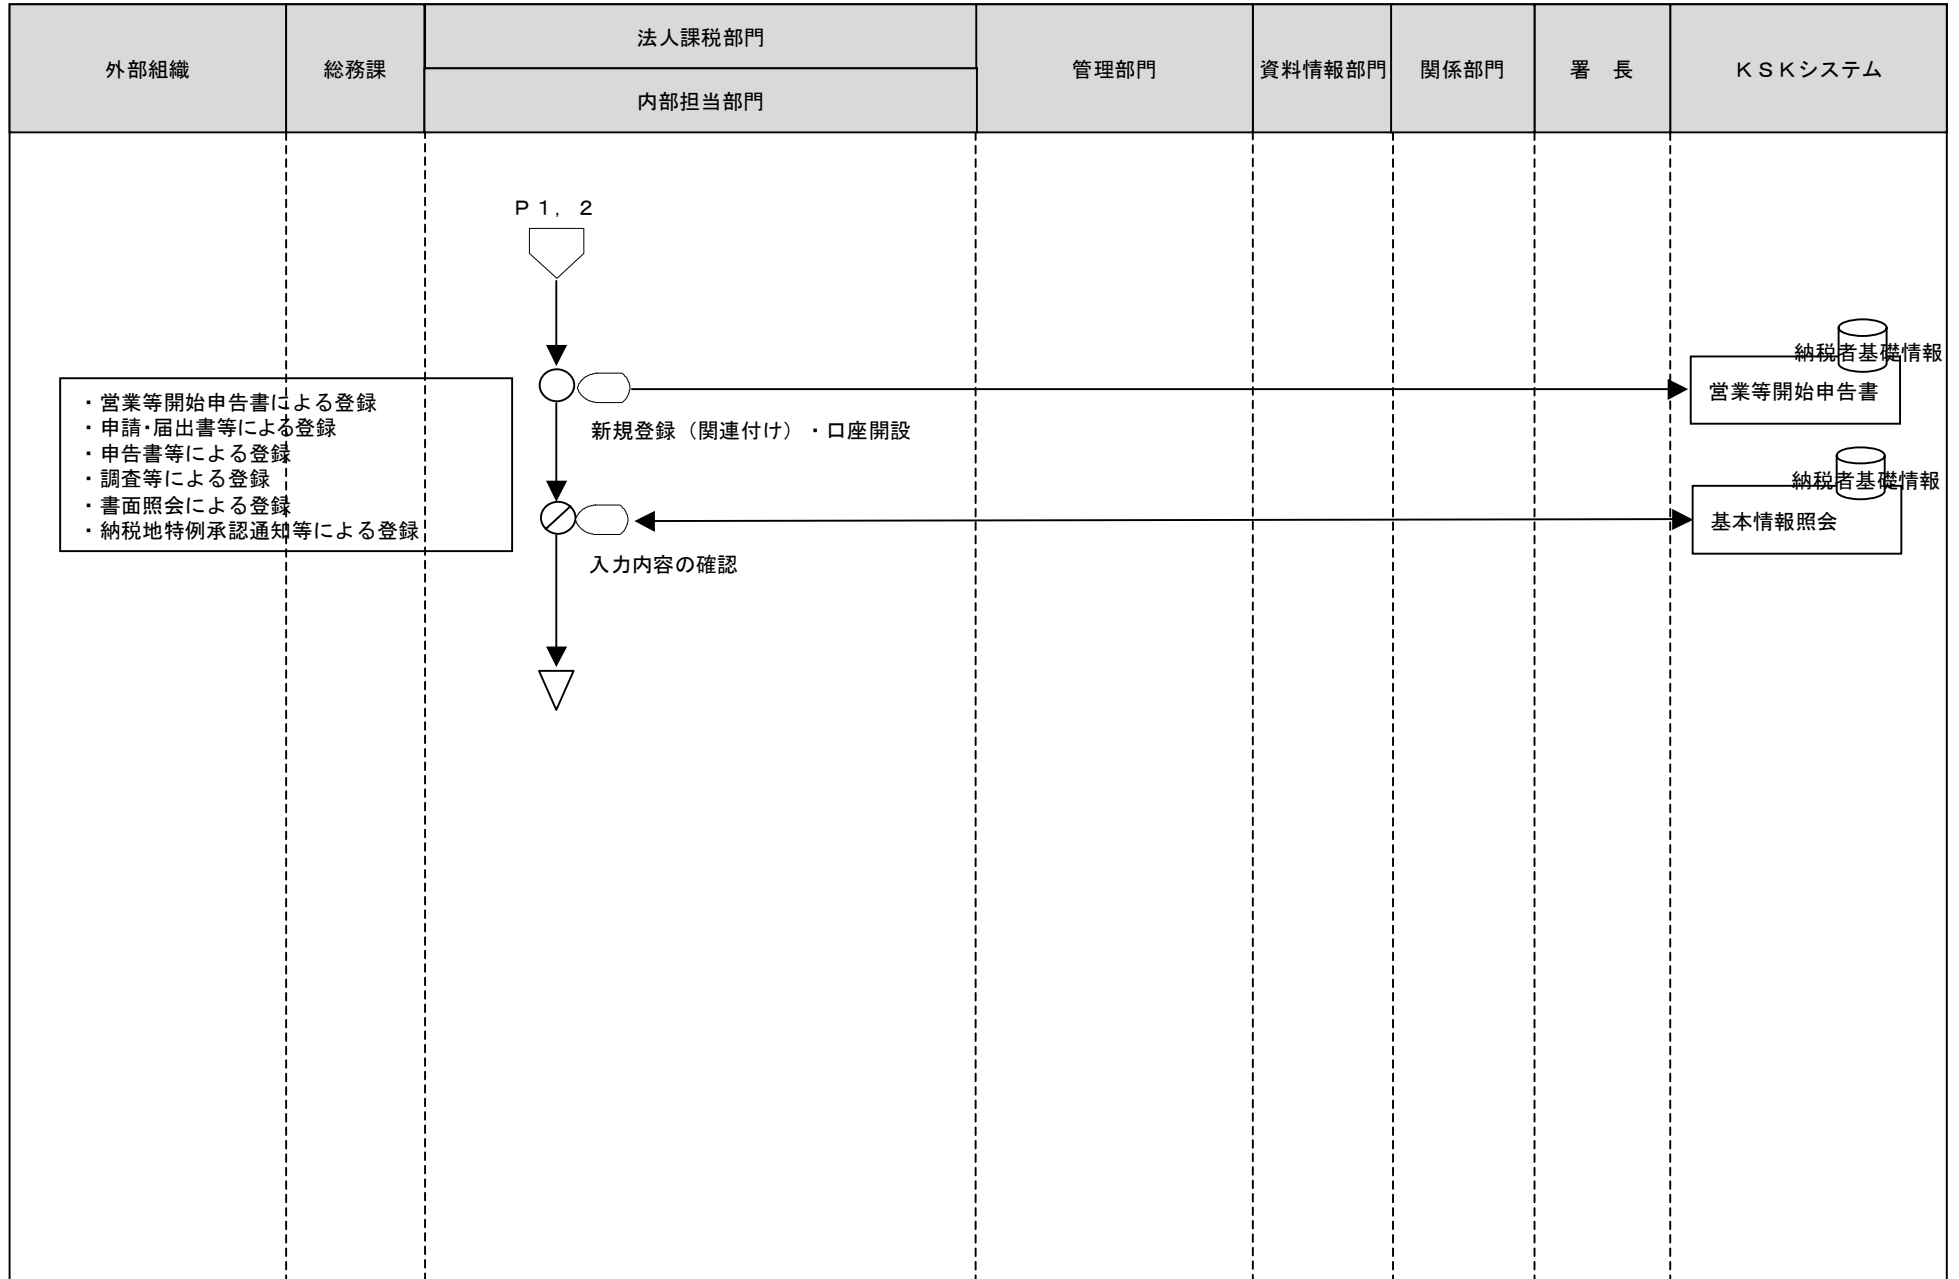 外部組織
総務課
法人課税部門
内部担当部門
管理部門
資料情報部門
関係部門
署　長
ＫＳＫシステム
Ｐ１，２
納税者基礎情報
営業等開始申告書
・営業等開始申告書による登録
・申請・届出書等による登録
・申告書等による登録
・調査等による登録
・書面照会による登録
・納税地特例承認通知等による登録
新規登録（関連付け）・口座開設
納税者基礎情報
基本情報照会
入力内容の確認